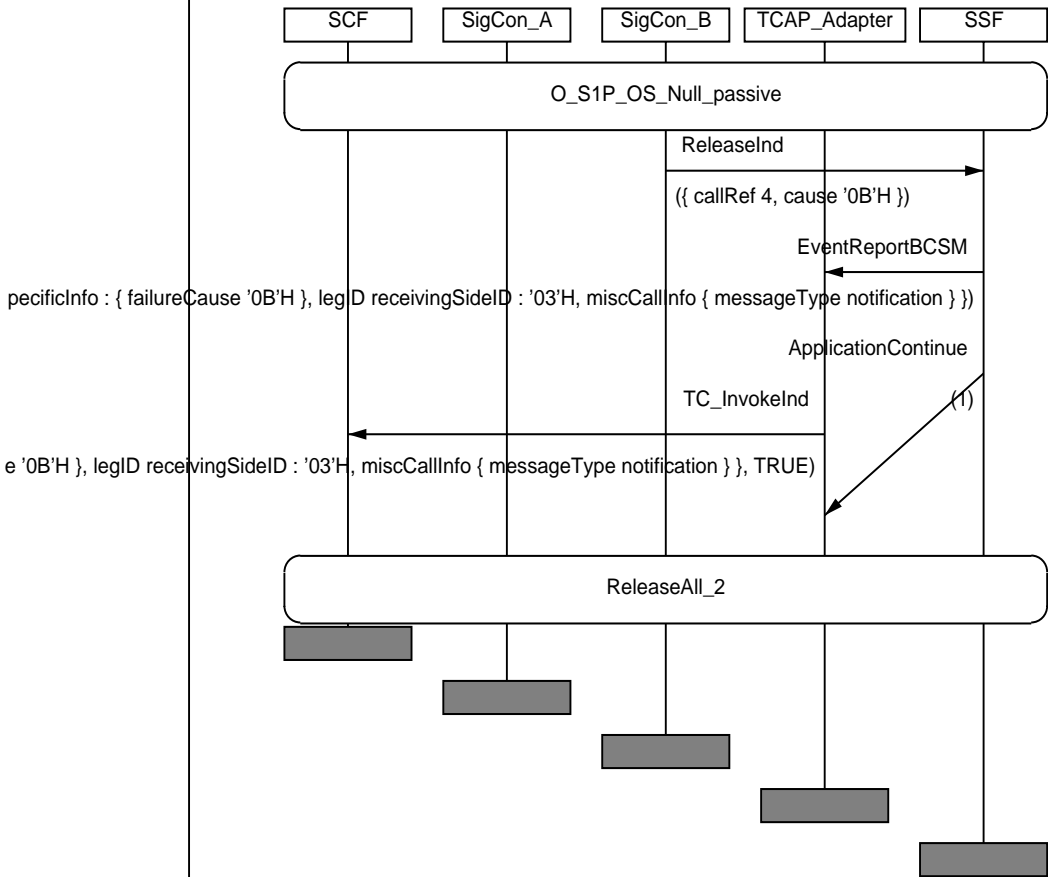 SCF SigCon_A SigCon_B TCAP_Adapter SSF
O_S1P_OS_Null_passive
ReleaseInd
({ callRef 4, cause '0B'H })
EventReportBCSM
pecificInfo : { failureCause '0B'H }, legID receivingSideID : '03'H, miscCallInfo { messageType notification } })
ApplicationContinue
TC_InvokeInd (1)
e '0B'H }, legID receivingSideID : '03'H, miscCallInfo { messageType notification } }, TRUE)
ReleaseAll_2